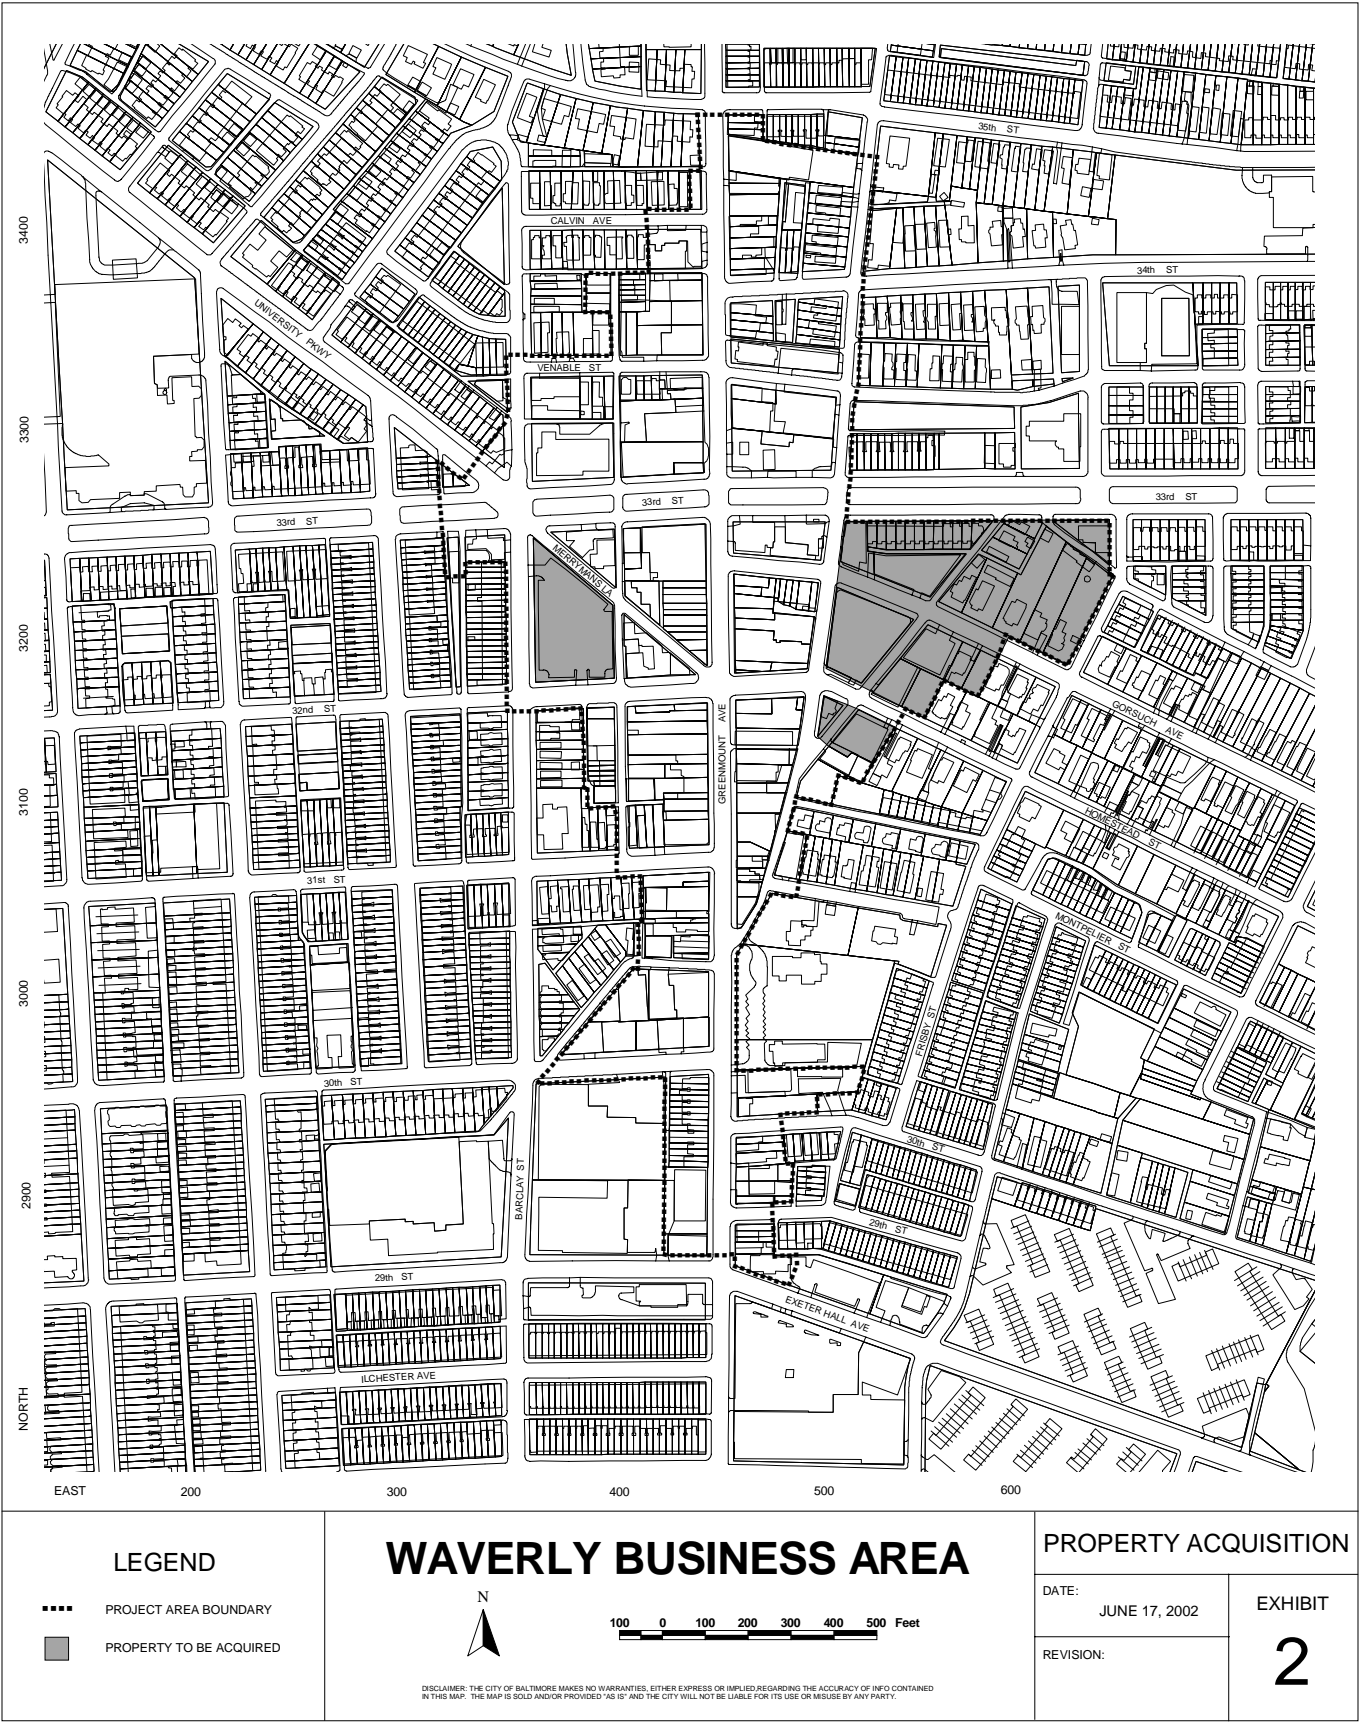 35th ST
CALVIN AVE
3400
34th ST
UNIVERSITY PKWY
VENABLE ST
3300
33rd ST
33rd ST
33rd ST
MERRYMANS LA
3200
32nd ST
GREENMOUNT AVE
GORSUCH AVE
3100
HOMESTEAD ST
31st ST
MONTPELIER ST
3000
FRISBY ST
30th ST
30th ST
BARCLAY ST
2900
29th ST
29th ST
EXETER HALL AVE
ILCHESTER AVE
NORTH
EAST 200 300 400 500 600
LEGEND
PROJECT AREA BOUNDARY
PROPERTY TO BE ACQUIRED
WAVERLY BUSINESS AREA
N
100 0 100 200 300 400 500 Feet
DISCLAIMER: THE CITY OF BALTIMORE MAKES NO WARRANTIES, EITHER EXPRESS OR IMPLIED,REGARDING THE ACCURACY OF INFO CONTAINED
IN THIS MAP. THE MAP IS SOLD AND/OR PROVIDED "AS IS" AND THE CITY WILL NOT BE LIABLE FOR ITS USE OR MISUSE BY ANY PARTY.
PROPERTY ACQUISITION
DATE:
JUNE 17, 2002
REVISION:
EXHIBIT
2